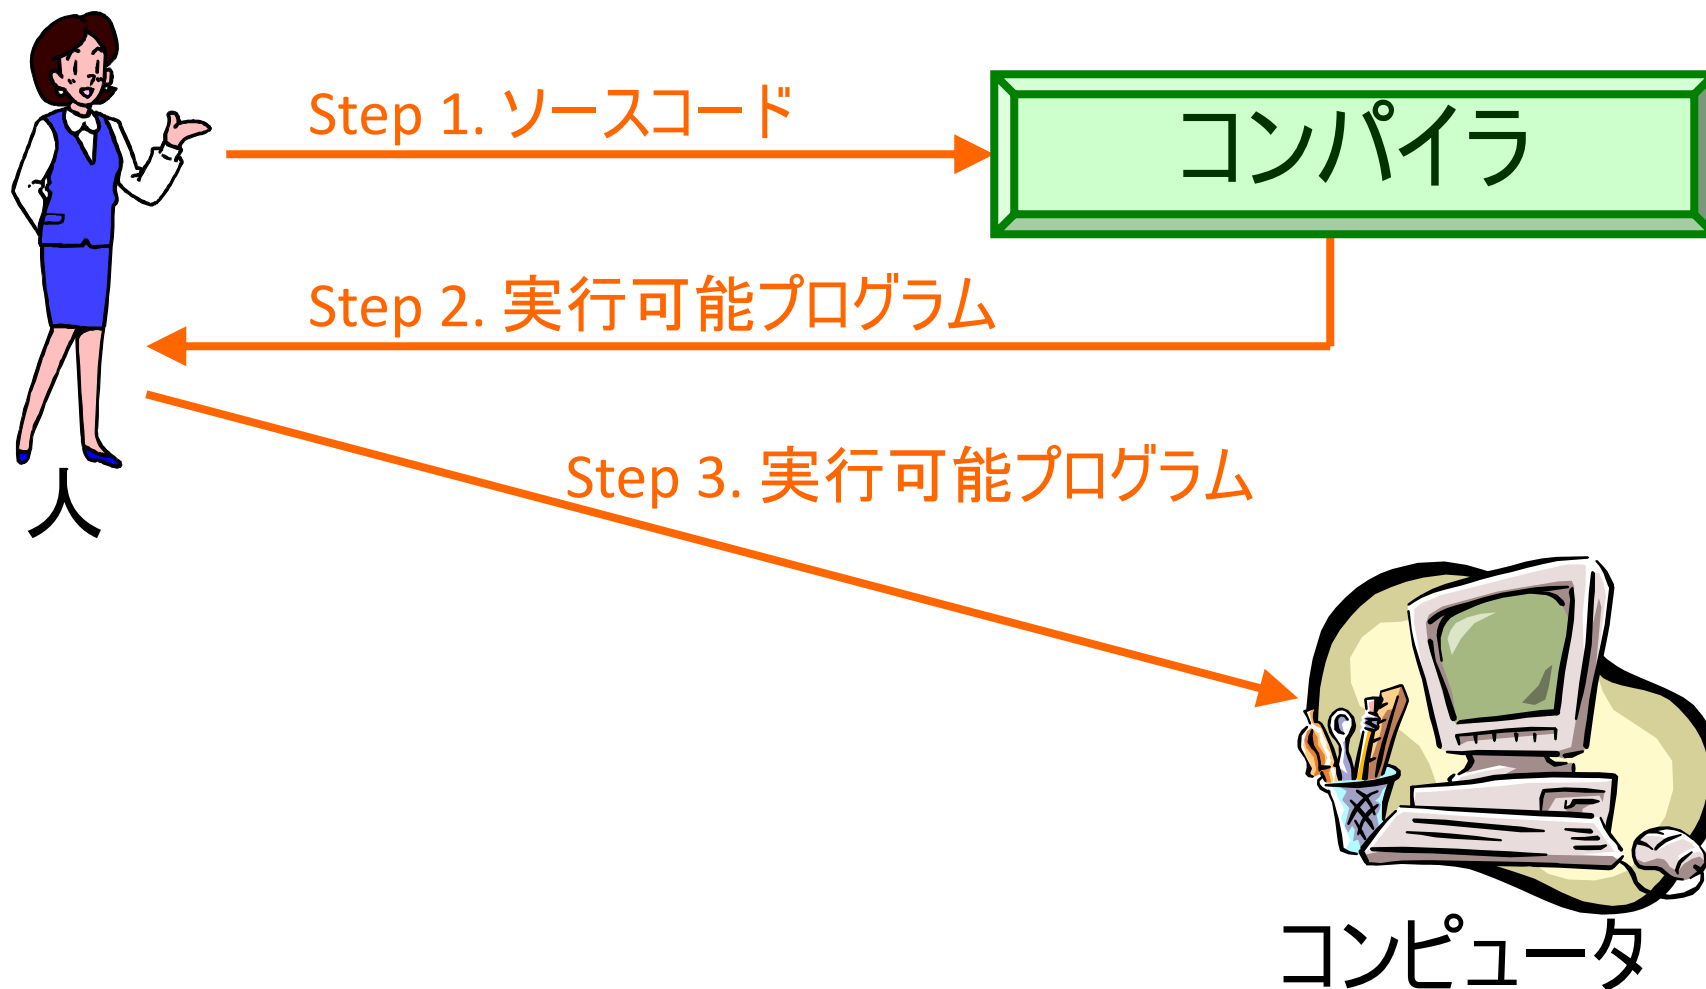 Step 1. ソースコード
コンパイラ
Step 2. 実行可能プログラム
Step 3. 実行可能プログラム
人
コンピュータ